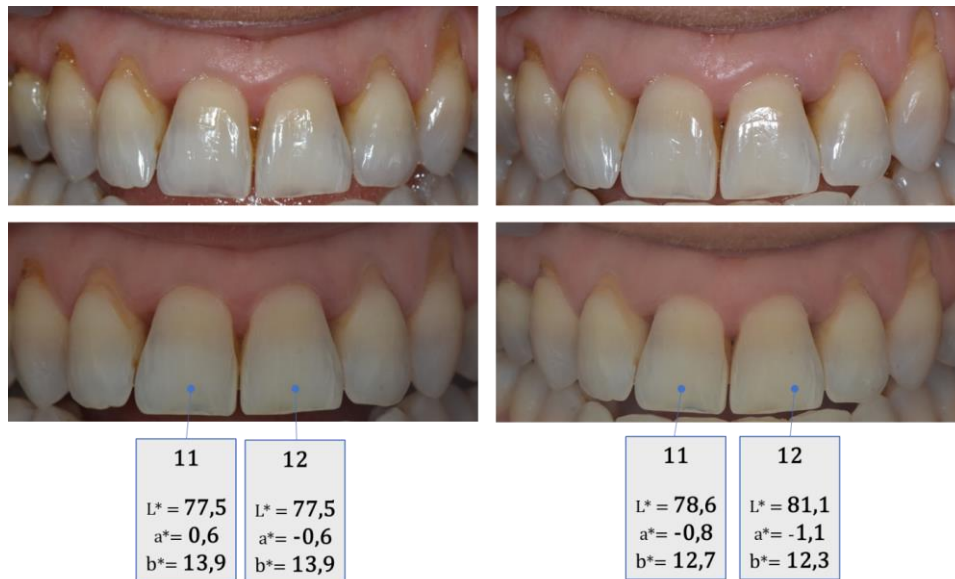 11
L* = 77,5
a*= 0,6
b*= 13,9
12
L* = 77,5
a*= -0,6
b*= 13,9
11
L* = 78,6
a*= -0,8
b*= 12,7
12
L* = 81,1
a*= -1,1
b*= 12,3